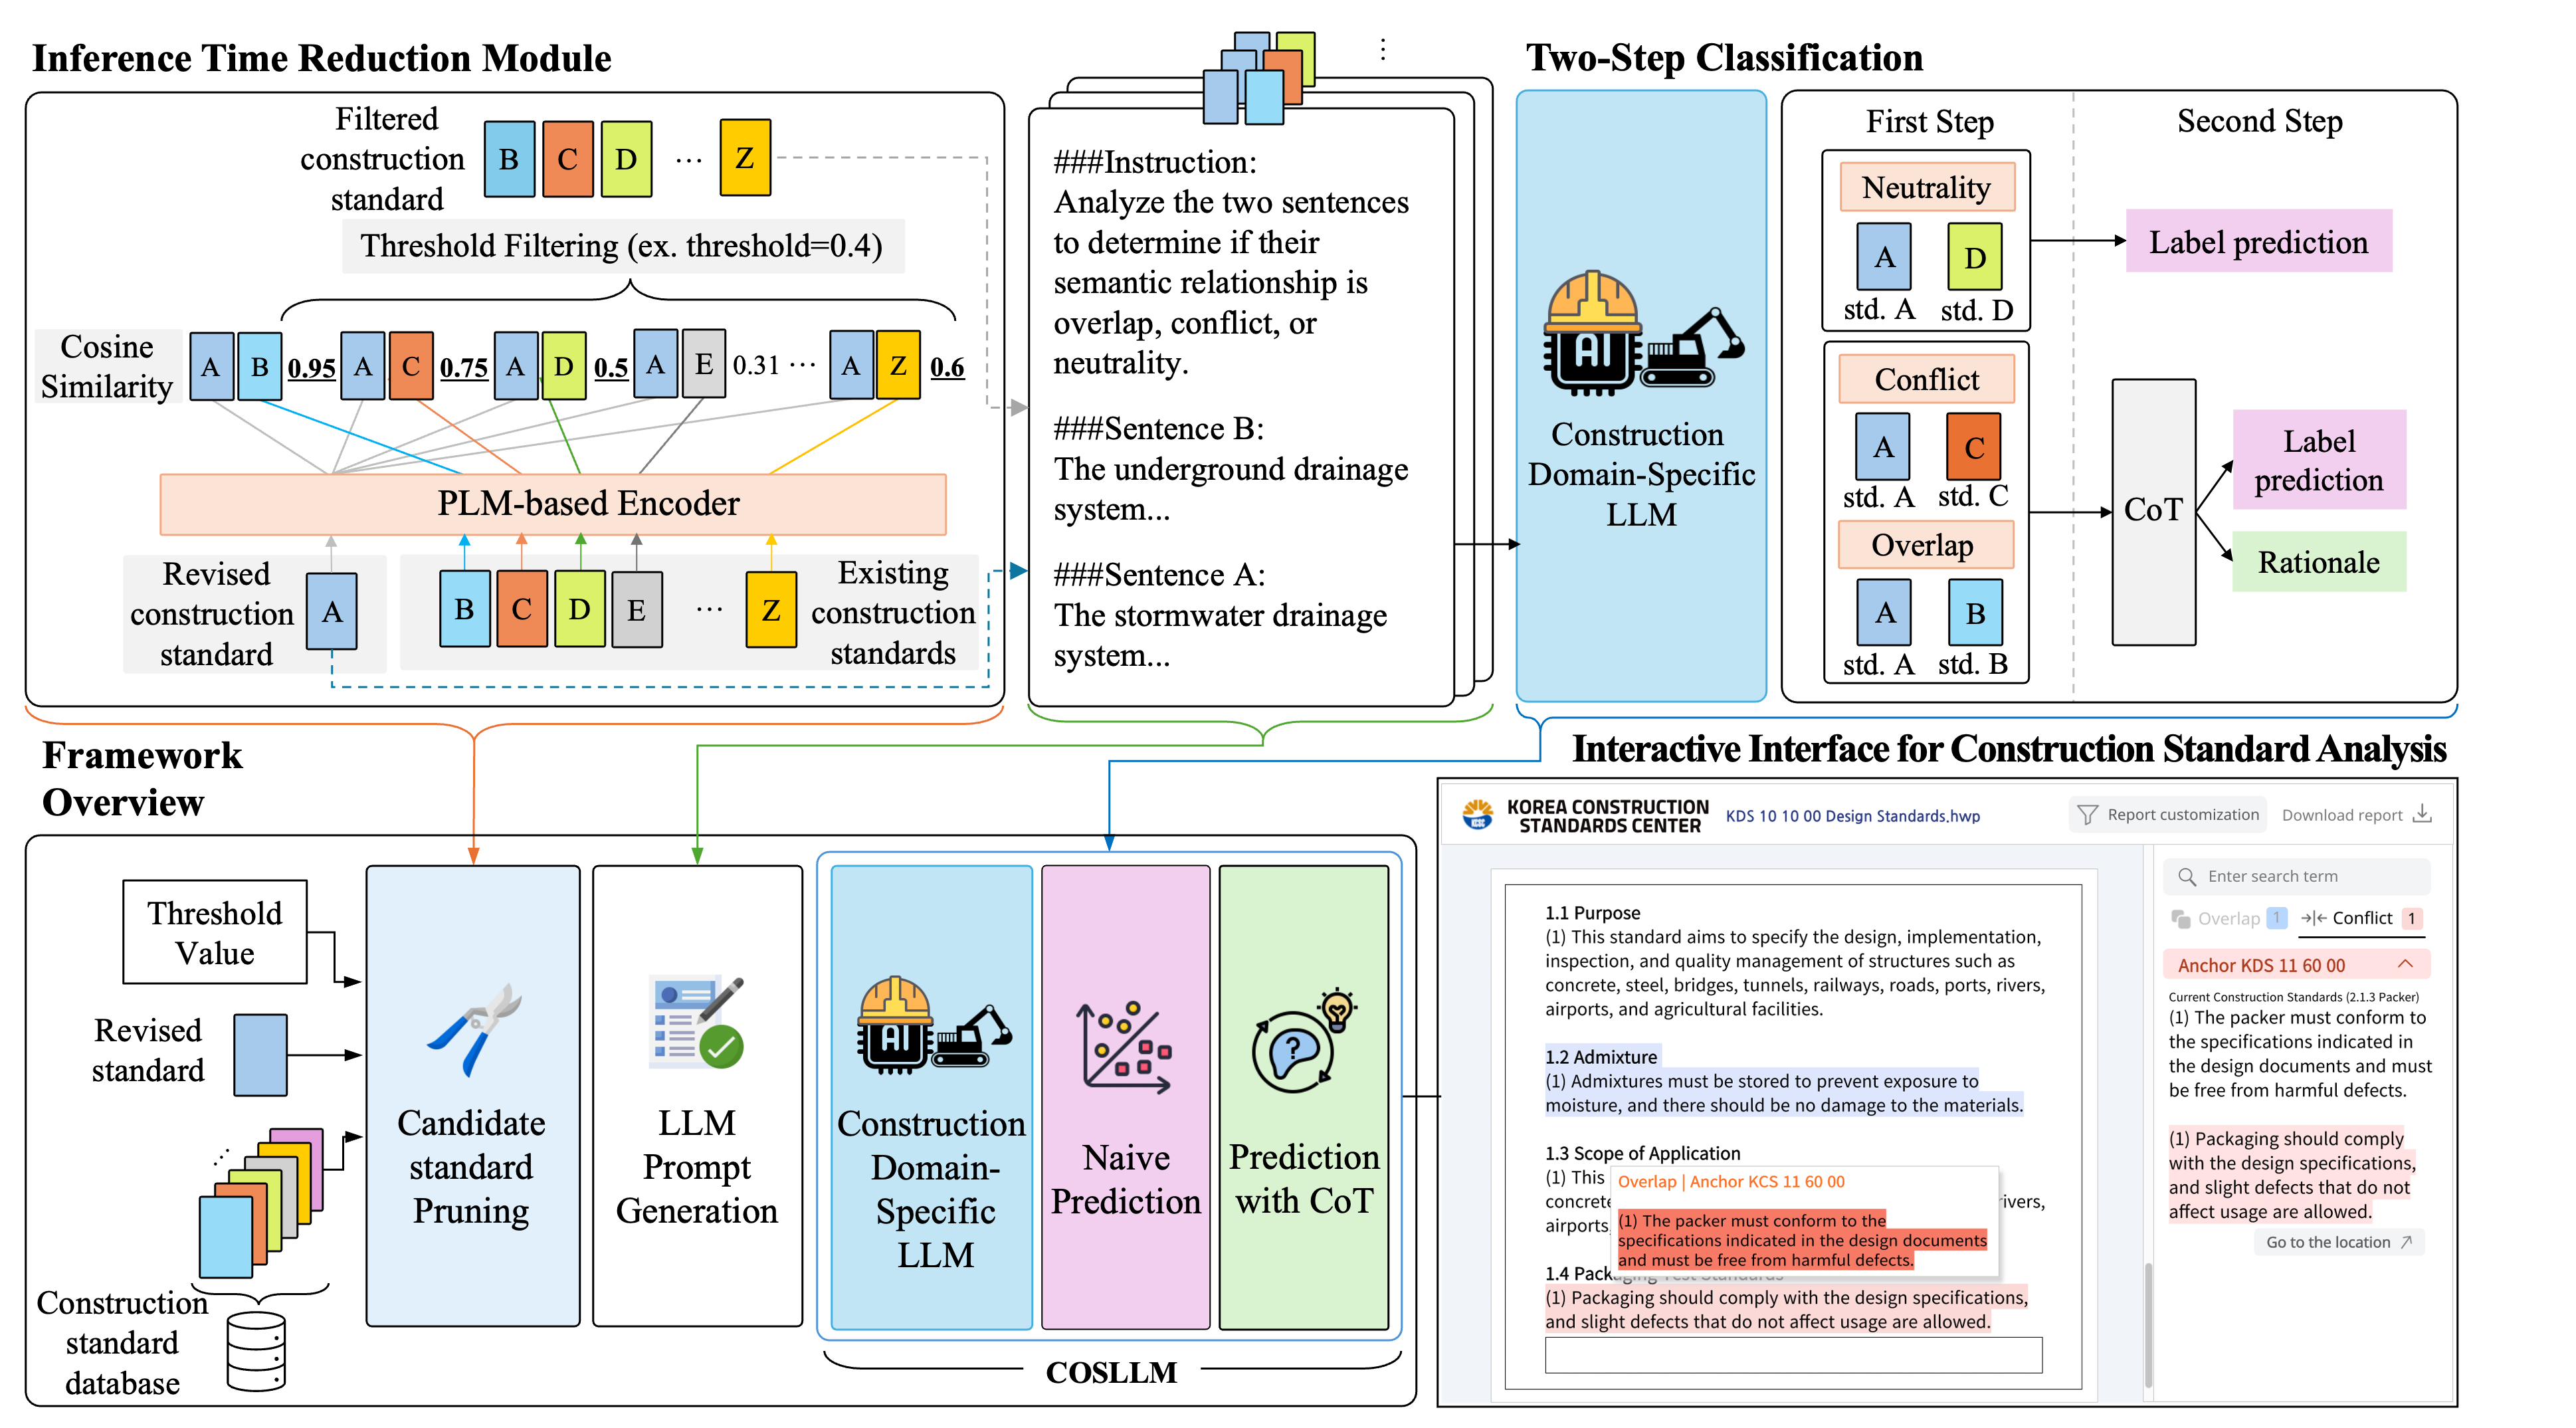 Inference Time Reduction Module
Filtered
construction
standard
B C D ... Z
Threshold Filtering (ex. threshold=0.4)
Cosine
Similarity
A B 0.95 A C 0.75 A D 0.5 A E 0.31 ... A Z 0.6
PLM-based Encoder
Revised
construction
standard
A
B C D E ... Z
Existing
construction
standards
###Instruction:
Analyze the two sentences
to determine if their
semantic relationship is
overlap, conflict, or
neutrality.
###Sentence B:
The underground drainage
system...
###Sentence A:
The stormwater drainage
system...
Two-Step Classification
Construction
Domain-Specific
LLM
AI
First Step
Second Step
Neutrality
A D
std. A std. D
Label prediction
Conflict
A C
std. A std. C
Overlap
A B
std. A std. B
CoT
Label
prediction
Rationale
Framework
Overview
Threshold
Value
Revised
standard
Construction
standard
database
Candidate
standard
Pruning
LLM
Prompt
Generation
AI
Construction
Domain-
Specific
LLM
Naive
Prediction
?
Prediction
with CoT
COSLLM
Interactive Interface for Construction Standard Analysis
KCSC
KOREA CONSTRUCTION
STANDARDS CENTER
KDS 10 10 00 Design Standards.hwp
Report customization
Download report
1.1 Purpose
(1) This standard aims to specify the design, implementation,
inspection, and quality management of structures such as
concrete, steel, bridges, tunnels, railways, roads, ports, rivers,
airports, and agricultural facilities.
1.2 Admixture
(1) Admixtures must be stored to prevent exposure to
moisture, and there should be no damage to the materials.
1.3 Scope of Application
(1) This
concrete
rivers,
airports,
Overlap | Anchor KCS 11 60 00
(1) The packer must conform to the
specifications indicated in the design documents
and must be free from harmful defects.
1.4 Packaging Test Standards
(1) Packaging should comply with the design specifications,
and slight defects that do not affect usage are allowed.
Enter search term
Overlap 1
Conflict 1
Anchor KDS 11 60 00
Current Construction Standards (2.1.3 Packer)
(1) The packer must conform to
the specifications indicated in
the design documents and must
be free from harmful defects.
(1) Packaging should comply
with the design specifications,
and slight defects that do not
affect usage are allowed.
Go to the location